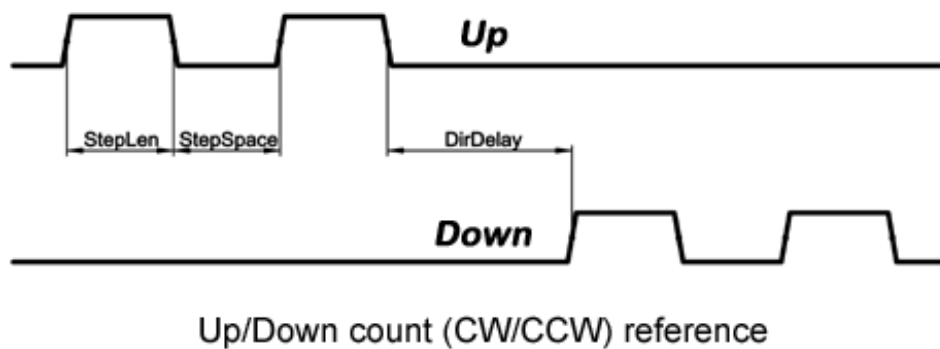 Up
StepLen StepSpace DirDelay
Down
Up/Down count (CW/CCW) reference